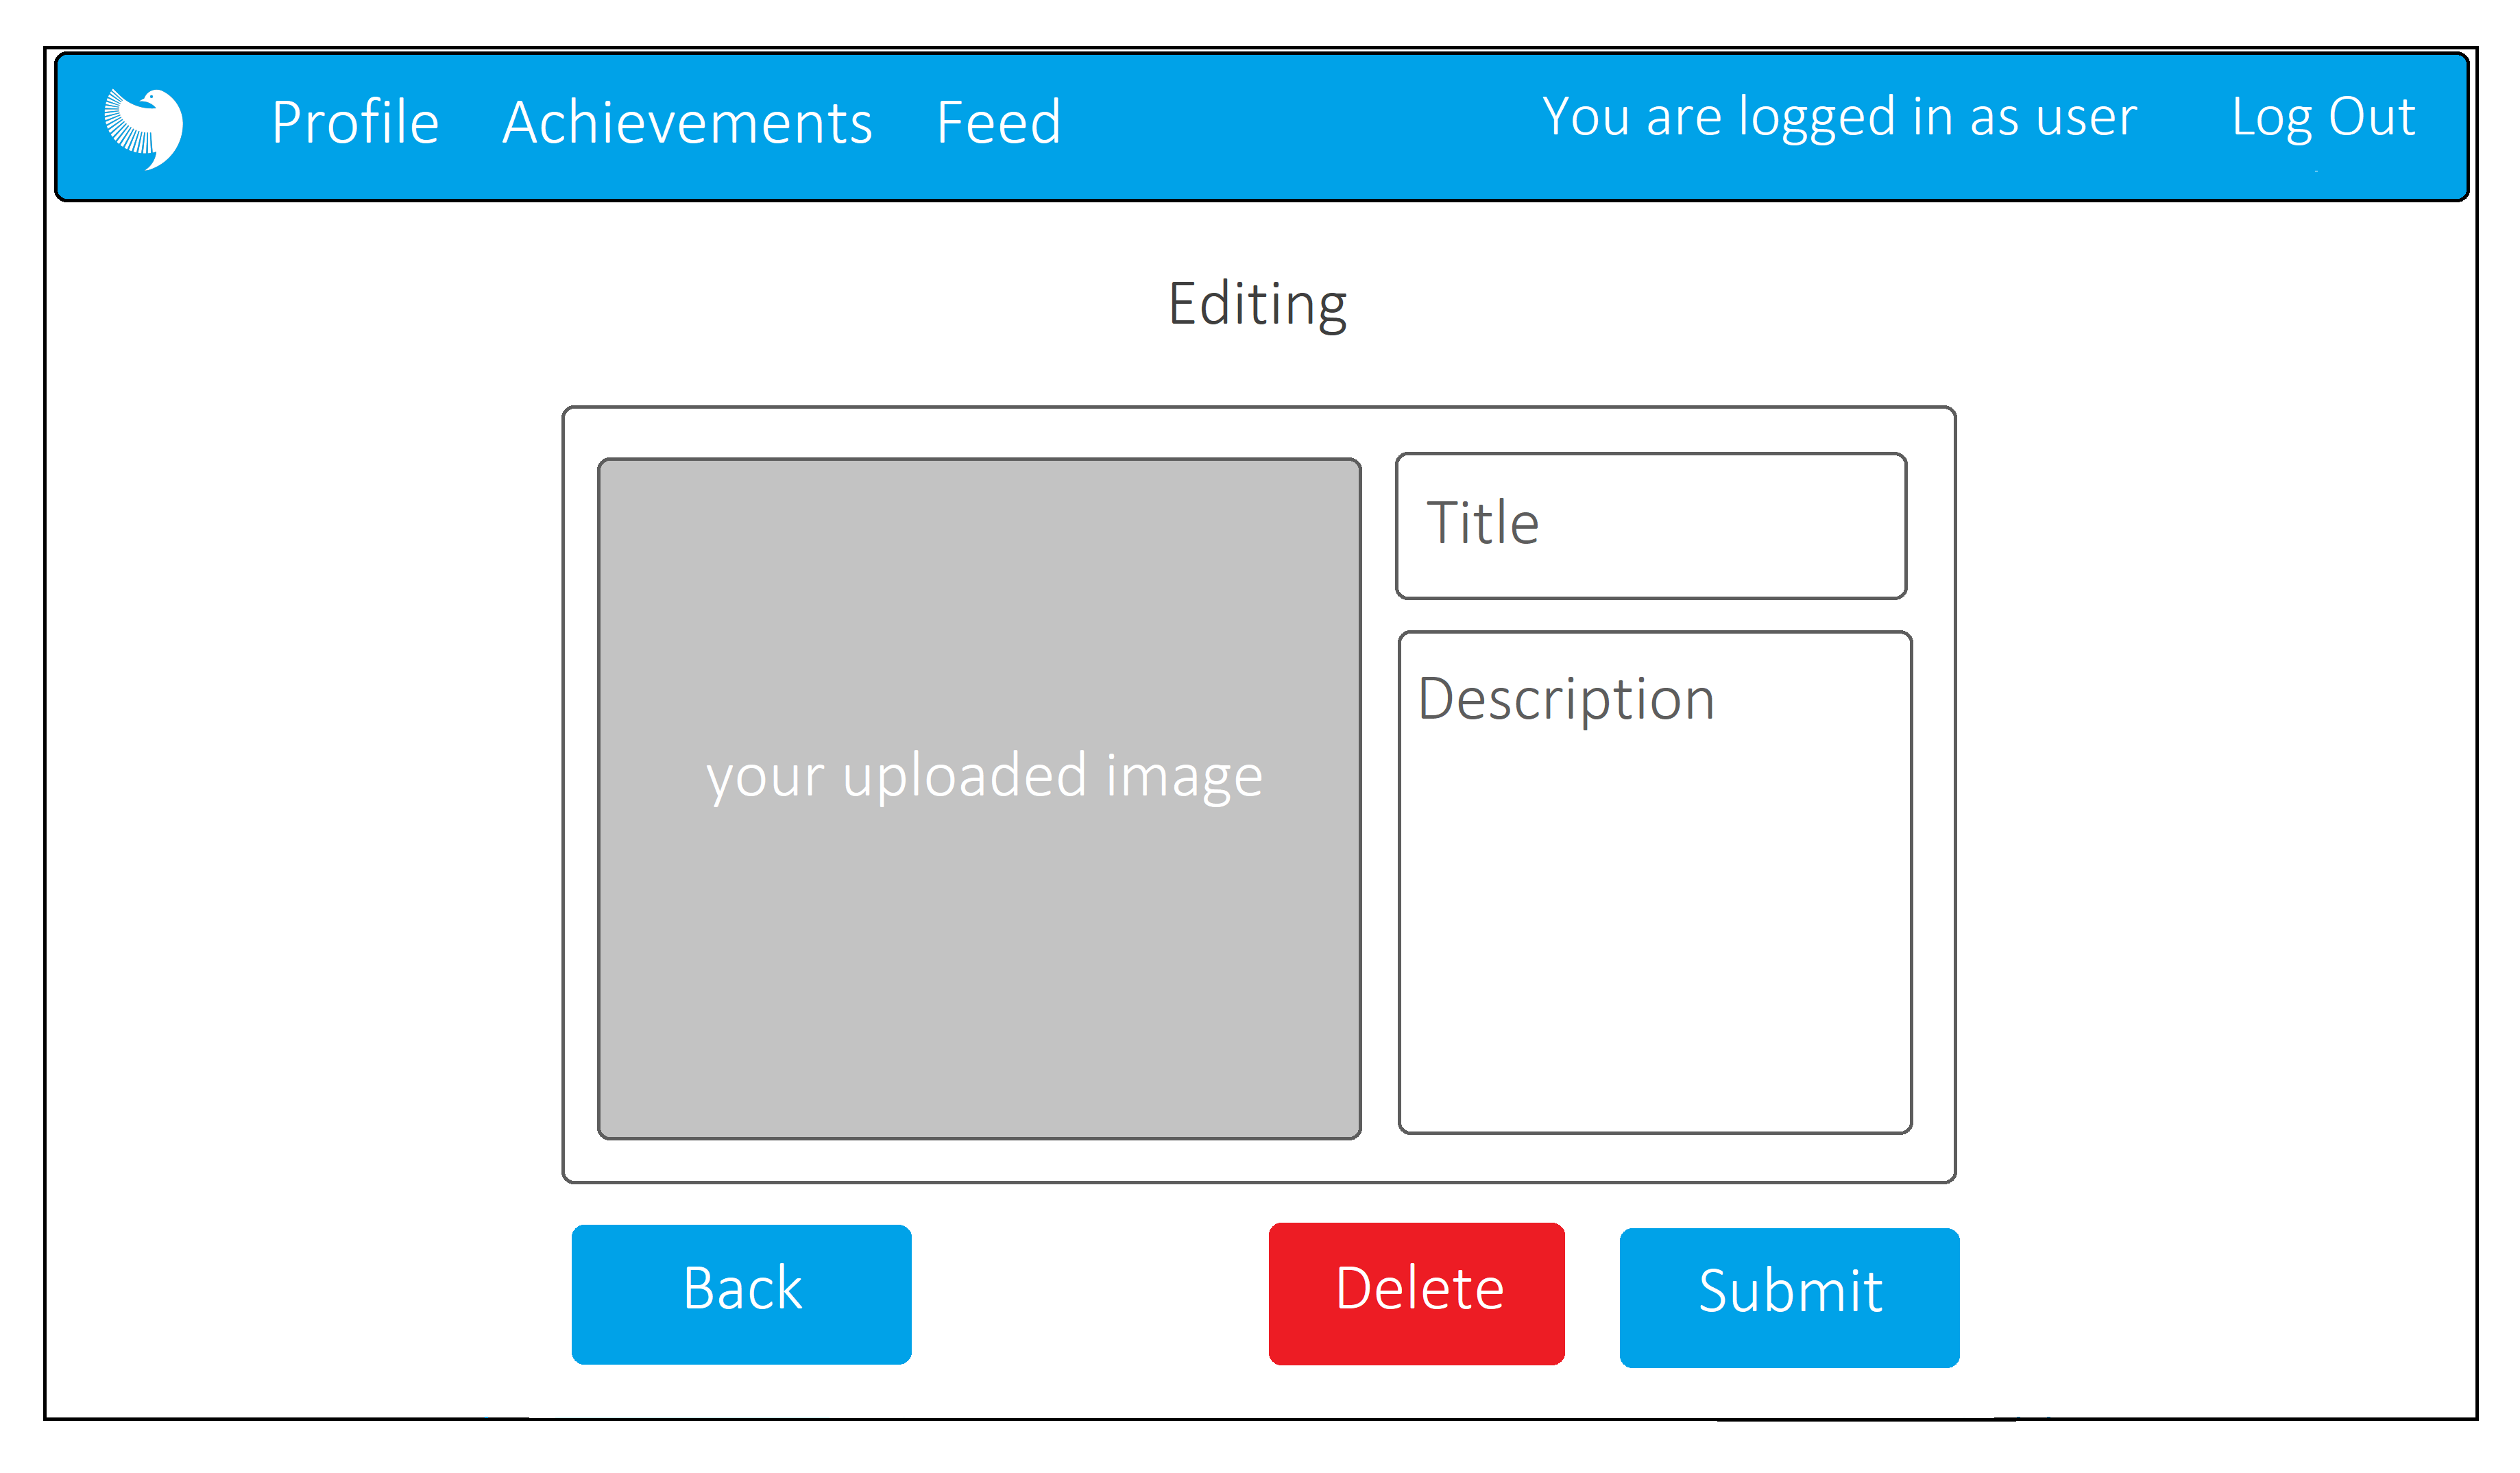 Profile Achievements Feed You are logged in as user Log Out
Editing
your uploaded image
Title
Description
Back Delete Submit